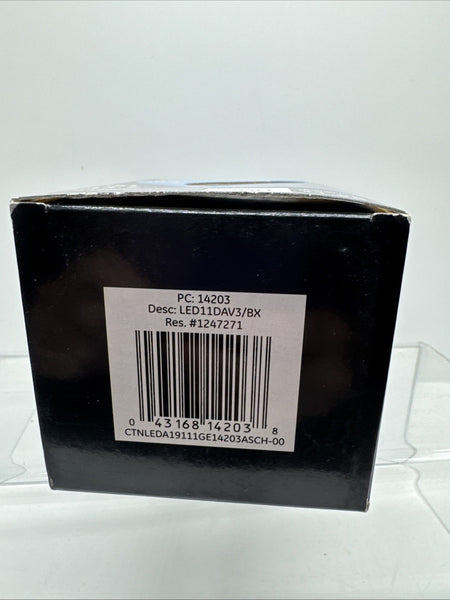 PC: 14203
Desc: LED11DAV3/BX
Res. #1247271
0 43168 14203 8
CTNLEDA19111GE14203ASCH-00